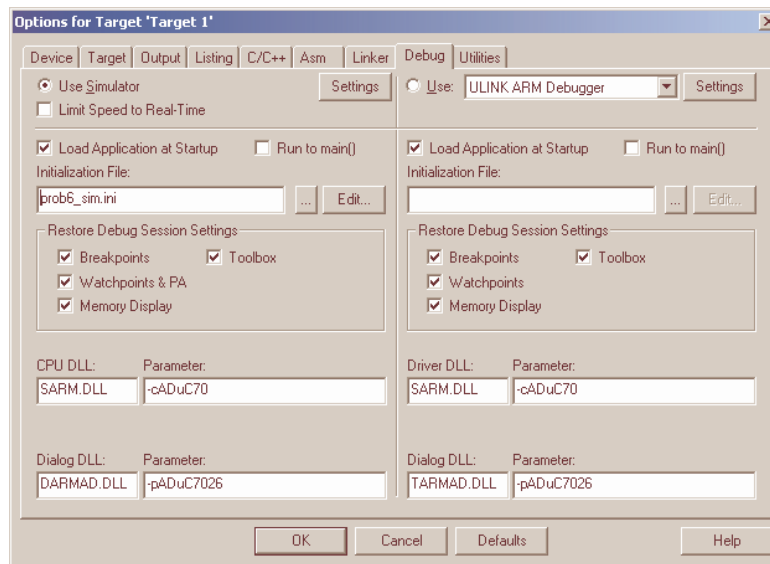 Options for Target 'Target 1'
Device Target Output Listing C/C++ Asm Linker Debug Utilities
Use Simulator Settings
Limit Speed to Real-Time
Use: ULINK ARM Debugger Settings
Load Application at Startup Run to main()
Initialization File:
prob6_sim.ini ... Edit...
Load Application at Startup Run to main()
Initialization File:
... Edit...
Restore Debug Session Settings
Breakpoints Toolbox
Watchpoints & PA
Memory Display
Restore Debug Session Settings
Breakpoints Toolbox
Watchpoints
Memory Display
CPU DLL: Parameter:
SARM.DLL -cADuC70
Driver DLL: Parameter:
SARM.DLL -cADuC70
Dialog DLL: Parameter:
DARMAD.DLL -pADuC7026
Dialog DLL: Parameter:
TARMAD.DLL -pADuC7026
OK Cancel Defaults Help